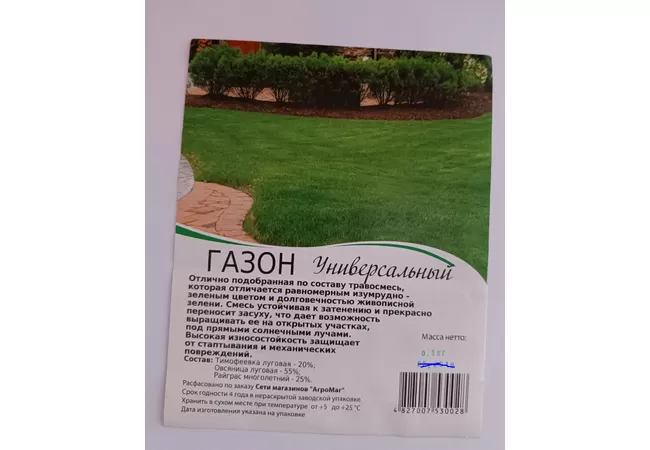 ГАЗОН Универсальный
Отлично подобранная по составу травосмесь,
которая отличается равномерным изумрудно -
зеленым цветом и долговечностью живописной
зелени. Смесь устойчивая к затенению и прекрасно
переносит засуху, что дает возможность
выращивать ее на открытых участках,
под прямыми солнечными лучами.
Высокая износостойкость защищает
от стаптывания и механических
повреждений.
Состав: Тимофеевка луговая - 20%;
Овсяница луговая - 55%;
Райграс многолетний - 25%.
Расфасовано по заказу Сети магазинов "АгроМаг"
Срок годности 4 года в нераскрытой заводской упаковке
Хранить в сухом месте при температуре от +5 до +25 °С
Дата изготовления указана на упаковке
Масса нетто:
4 827007 530028